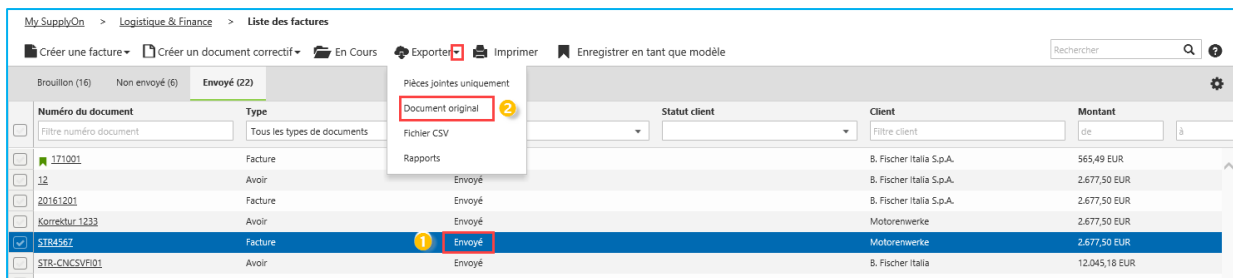 My SupplyOn > Logistique & Finance > Liste des factures
Créer une facture Créer un document correctif En Cours Exporter Imprimer Enregistrer en tant que modèle Rechercher
Brouillon (16) Non envoyé (6) Envoyé (22)
Pièces jointes uniquement
Document original 2
Fichier CSV
Rapports
Numéro du document Type Statut client Client Montant
Filtre numéro document Tous les types de documents Filtre client de à
171001 Facture B. Fischer Italia S.p.A. 565,49 EUR
12 Avoir Envoyé B. Fischer Italia S.p.A. 2.677,50 EUR
20161201 Facture Envoyé B. Fischer Italia S.p.A. 2.677,50 EUR
Korrektur 1233 Avoir Envoyé Motorenwerke 2.677,50 EUR
STR4567 Facture 1 Envoyé Motorenwerke 2.677,50 EUR
STR-CNCSVFI01 Avoir Envoyé B. Fischer Italia 12.045,18 EUR